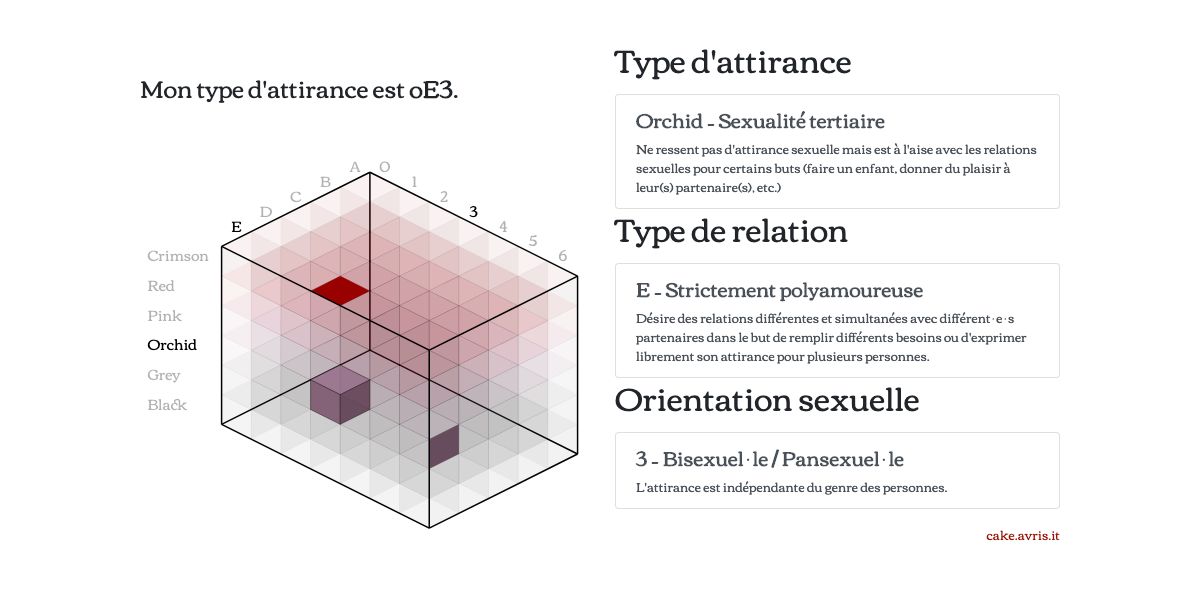 Mon type d'attirance est oE3.
A O
B 1
C 2
D 3
E 4
5
6
Crimson
Red
Pink
Orchid
Grey
Black
Type d'attirance
Orchid - Sexualité tertiaire
Ne ressent pas d'attirance sexuelle mais est à l'aise avec les relations
sexuelles pour certains buts (faire un enfant, donner du plaisir à
leur(s) partenaire(s), etc.)
Type de relation
E - Strictement polyamoureuse
Désire des relations différentes et simultanées avec différent·e·s
partenaires dans le but de remplir différents besoins ou d'exprimer
librement son attirance pour plusieurs personnes.
Orientation sexuelle
3 - Bisexuel·le / Pansexuel·le
L'attirance est indépendante du genre des personnes.
cake.avris.it